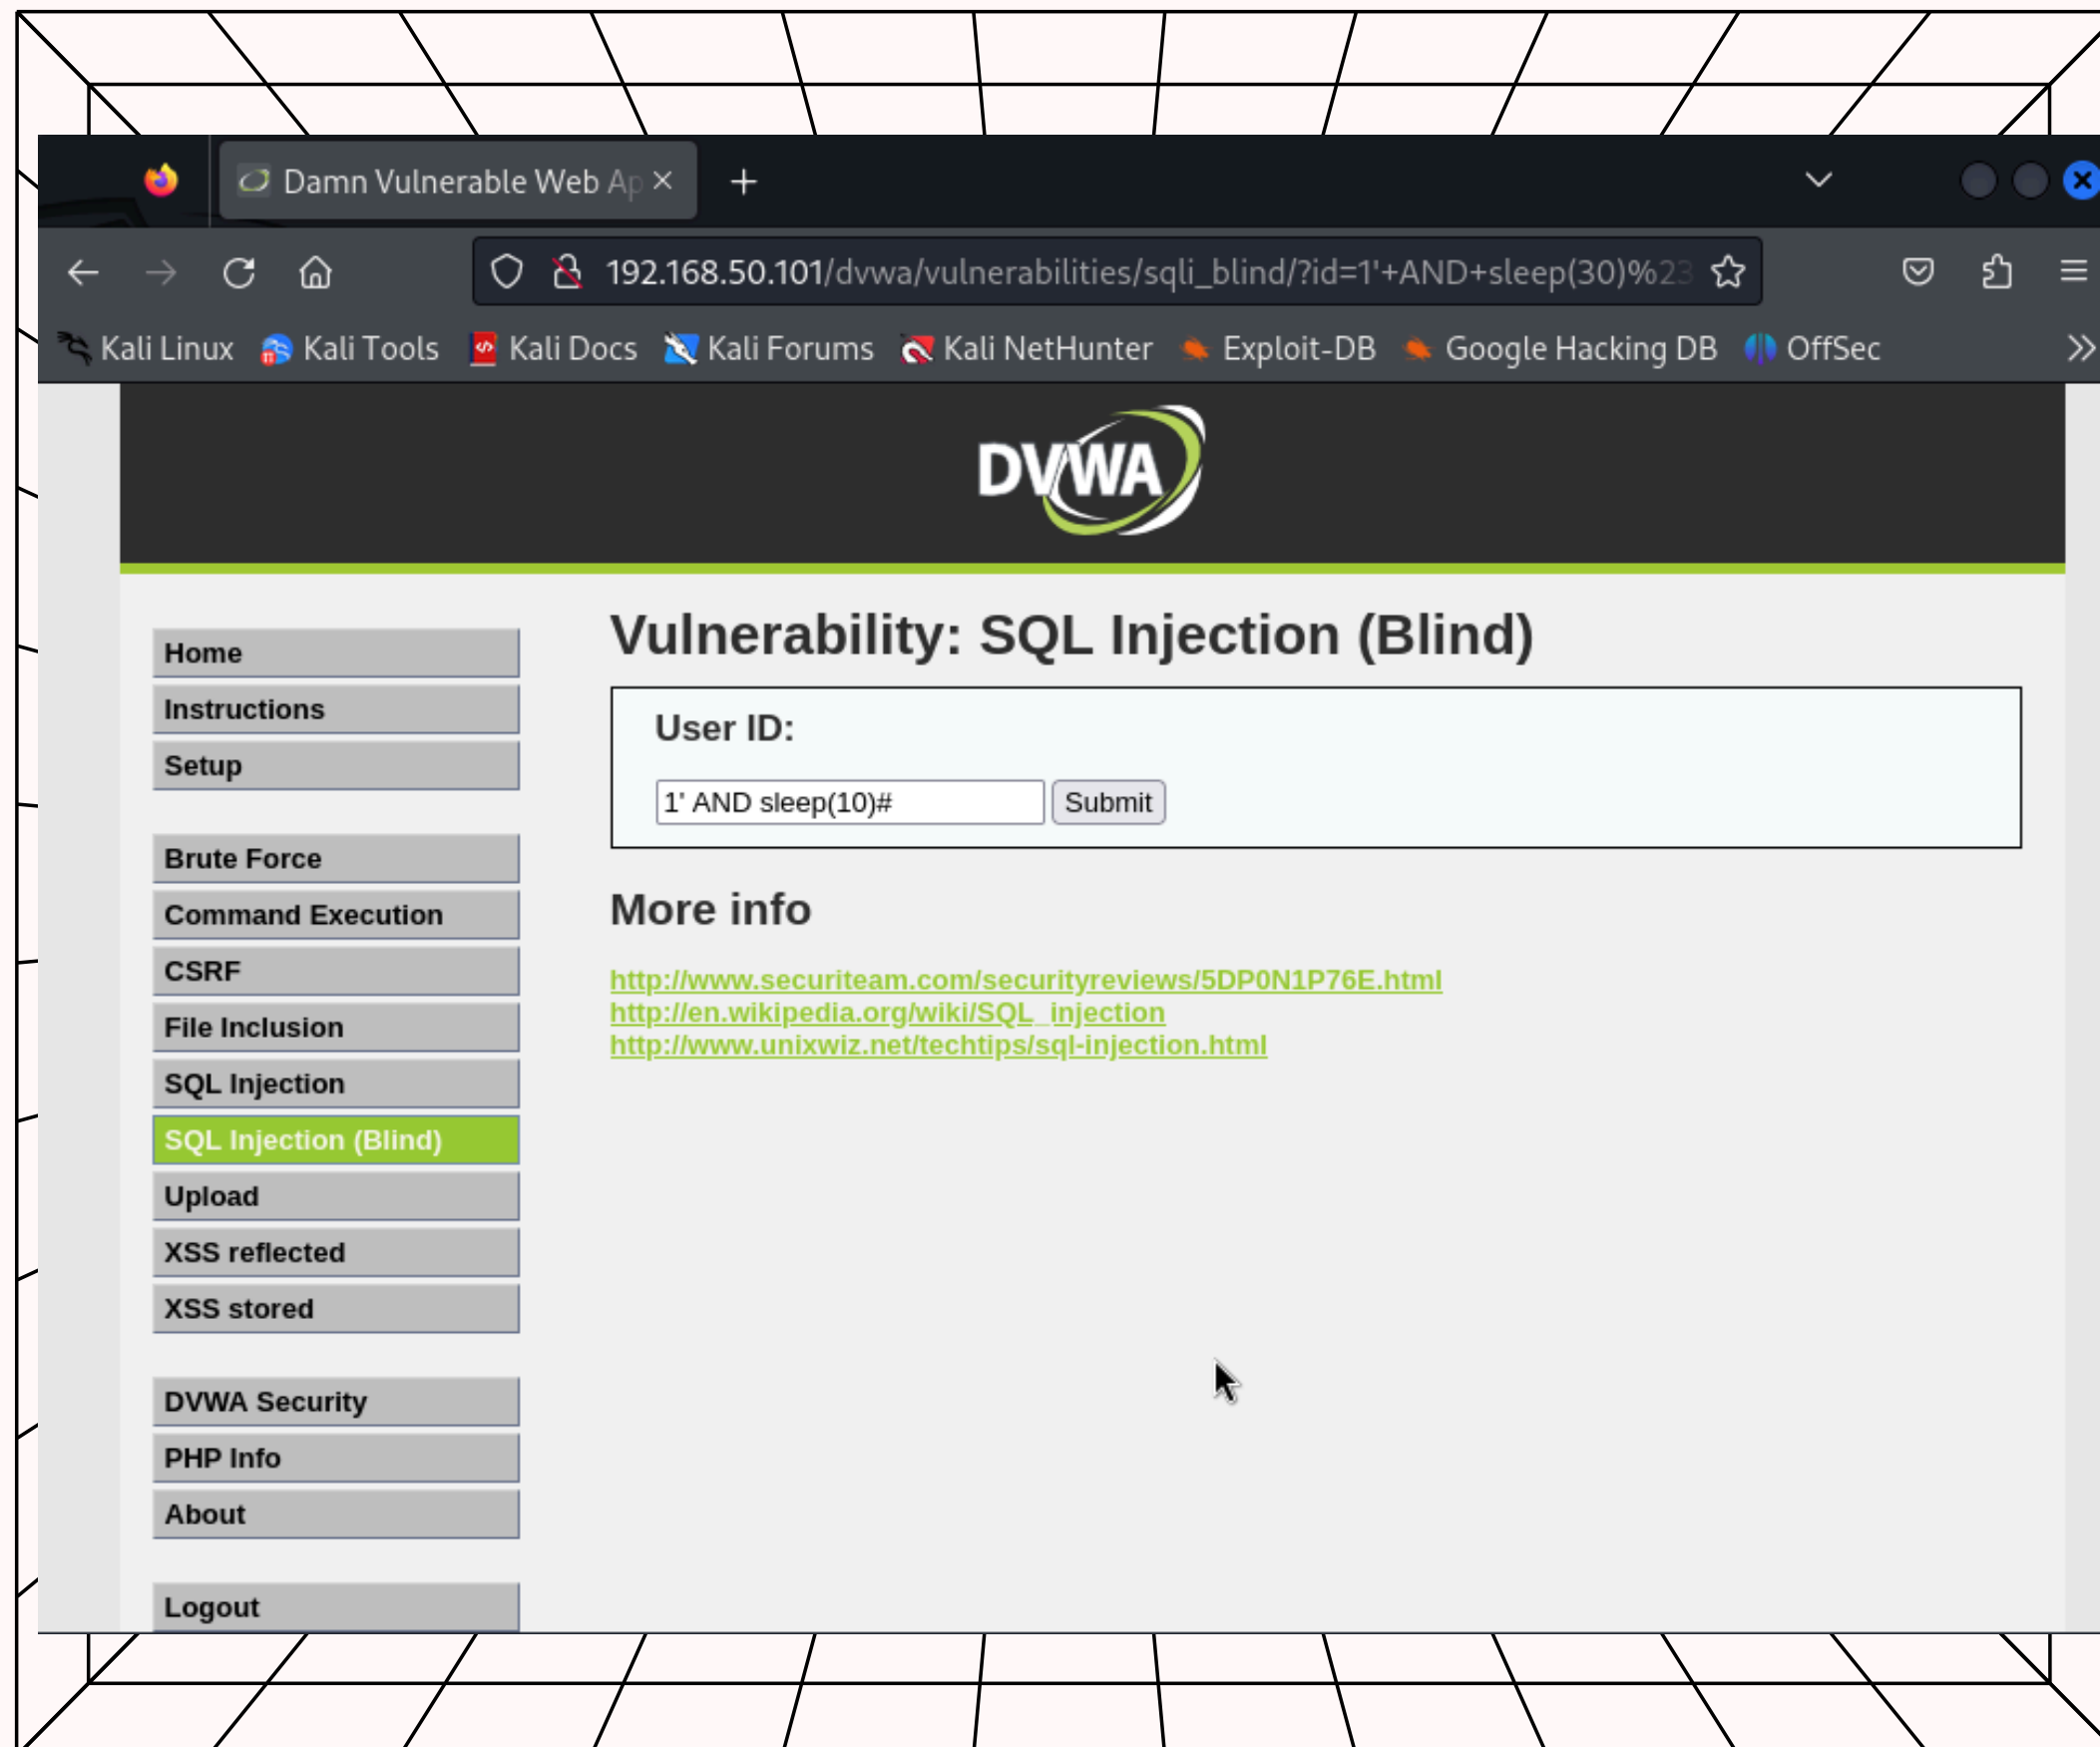 Damn Vulnerable Web Ap
192.168.50.101/dvwa/vulnerabilities/sqli_blind/?id=1'+AND+sleep(30)%23
Kali Linux Kali Tools Kali Docs Kali Forums Kali NetHunter Exploit-DB Google Hacking DB OffSec
DVWA
Home
Instructions
Setup
Brute Force
Command Execution
CSRF
File Inclusion
SQL Injection
SQL Injection (Blind)
Upload
XSS reflected
XSS stored
DVWA Security
PHP Info
About
Logout
Vulnerability: SQL Injection (Blind)
User ID:
1' AND sleep(10)# Submit
More info
http://www.securiteam.com/securityreviews/5DP0N1P76E.html
http://en.wikipedia.org/wiki/SQL_injection
http://www.unixwiz.net/techtips/sql-injection.html